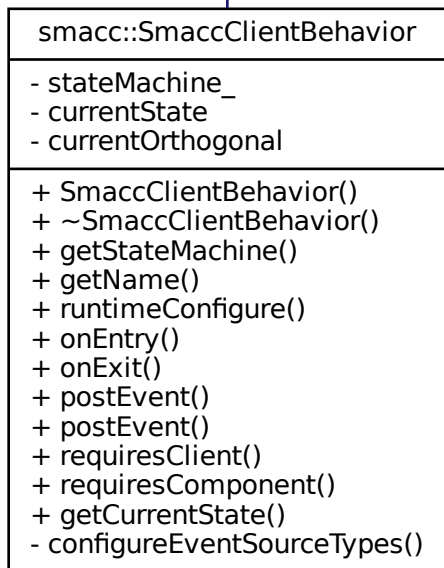 smacc::SmaccClientBehavior
- stateMachine_
- currentState
- currentOrthogonal
+ SmaccClientBehavior()
+ ~SmaccClientBehavior()
+ getStateMachine()
+ getName()
+ runtimeConfigure()
+ onEntry()
+ onExit()
+ postEvent()
+ postEvent()
+ requiresClient()
+ requiresComponent()
+ getCurrentState()
- configureEventSourceTypes()